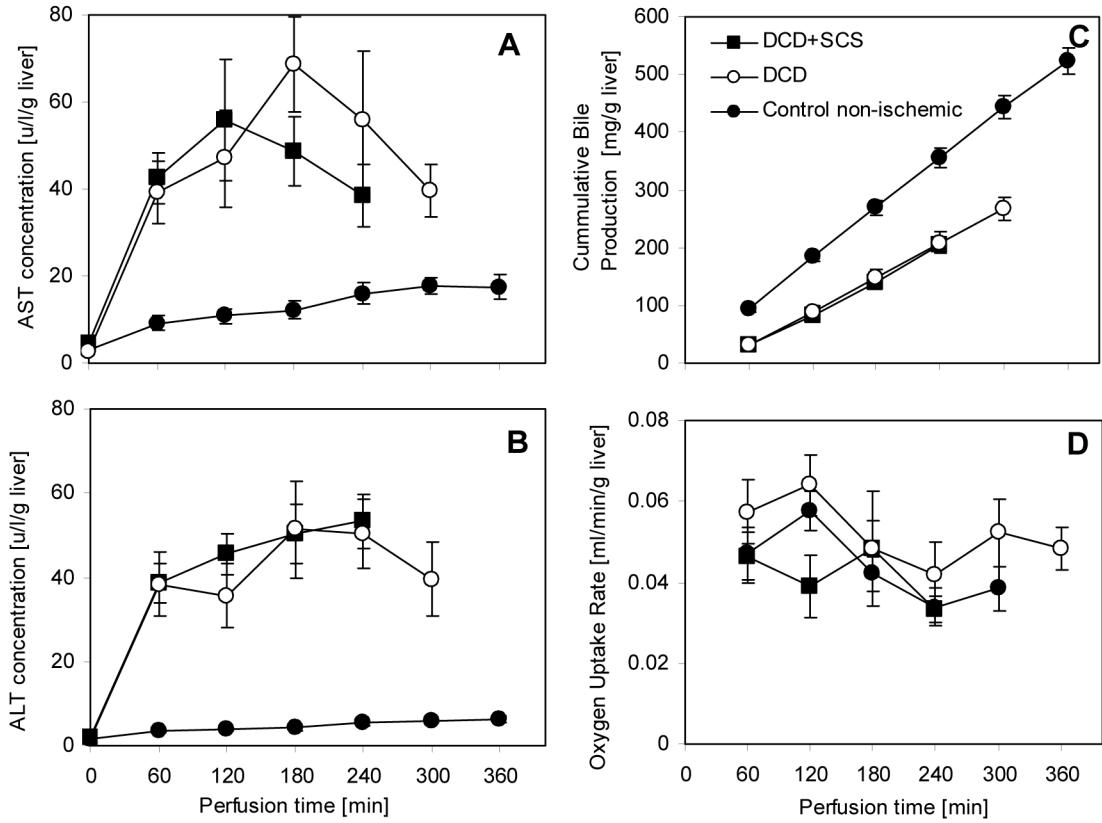 A
80
60
40
20
0
AST concentration [u/l/g liver]
C
600
500
400
300
200
100
0
Cummulative Bile
Production [mg/g liver]
DCD+SCS
DCD
Control non-ischemic
B
80
60
40
20
0
ALT concentration [u/l/g liver]
0 60 120 180 240 300 360
Perfusion time [min]
D
0.08
0.06
0.04
0.02
0
Oxygen Uptake Rate [ml/min/g liver]
0 60 120 180 240 300 360
Perfusion time [min]